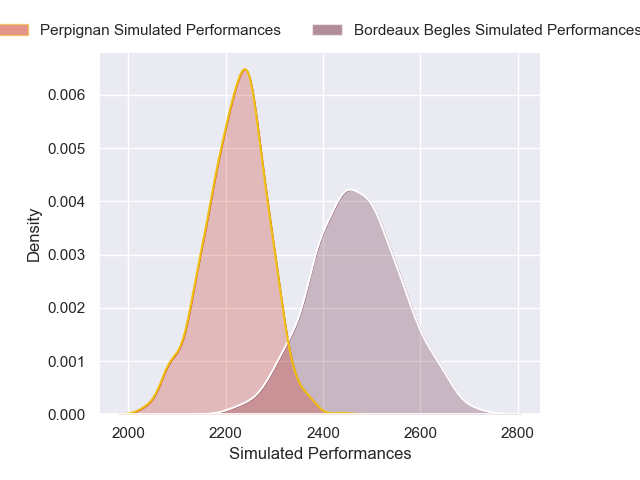 Perpignan Simulated Performances
Bordeaux Begles Simulated Performances
0.006
0.005
0.004
0.003
0.002
0.001
0.000
Density
2000 2200 2400 2600 2800
Simulated Performances